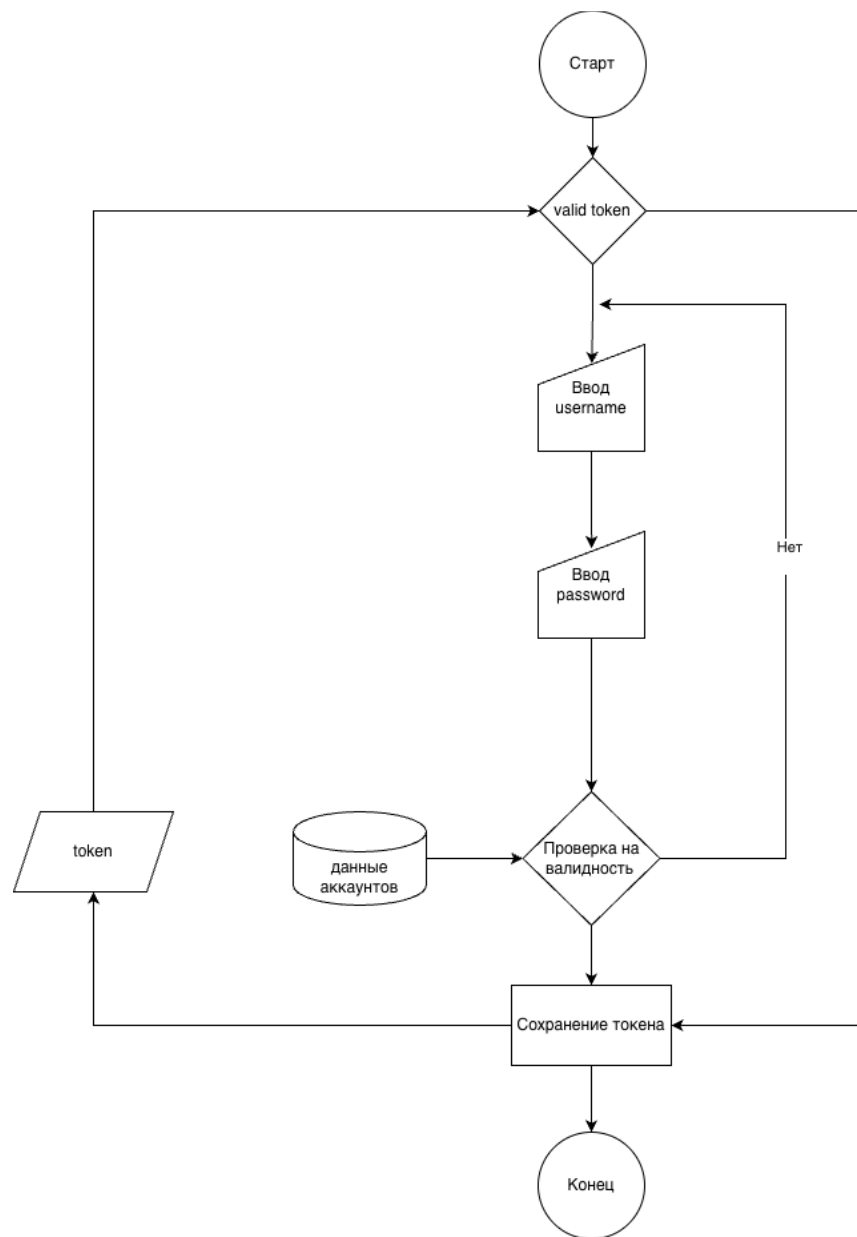 Старт
valid token
Ввод
username
Нет
Ввод
password
token
данные
аккаунтов
Проверка на
валидность
Сохранение токена
Конец